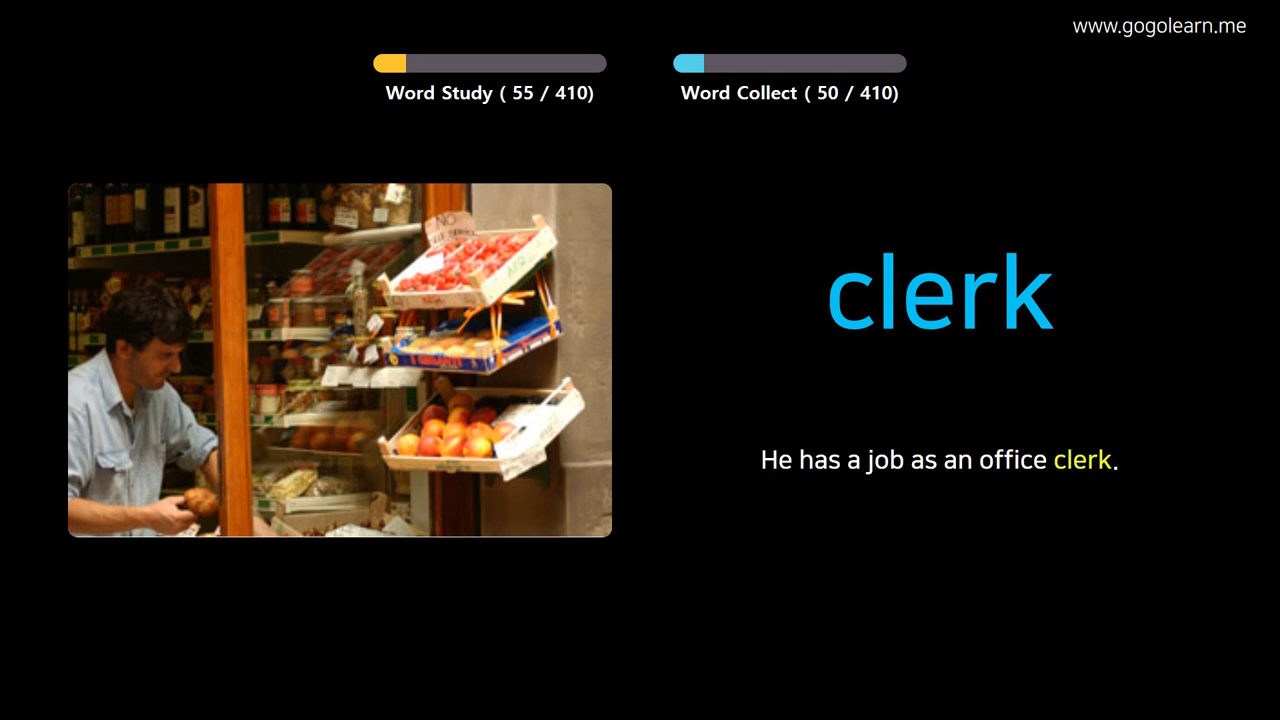 www.gogolearn.me
Word Study ( 55 / 410)
Word Collect ( 50 / 410)
NO
clerk
He has a job as an office clerk.